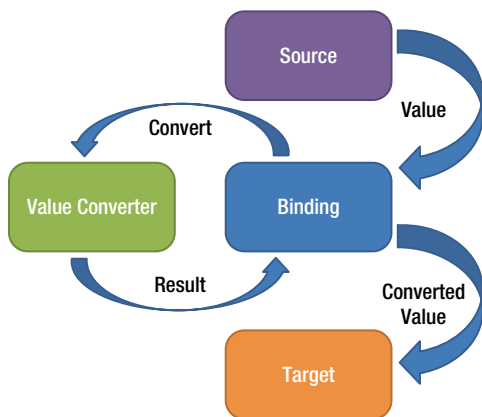 Source
Value
Convert
Value Converter
Binding
Result
Converted
Value
Target